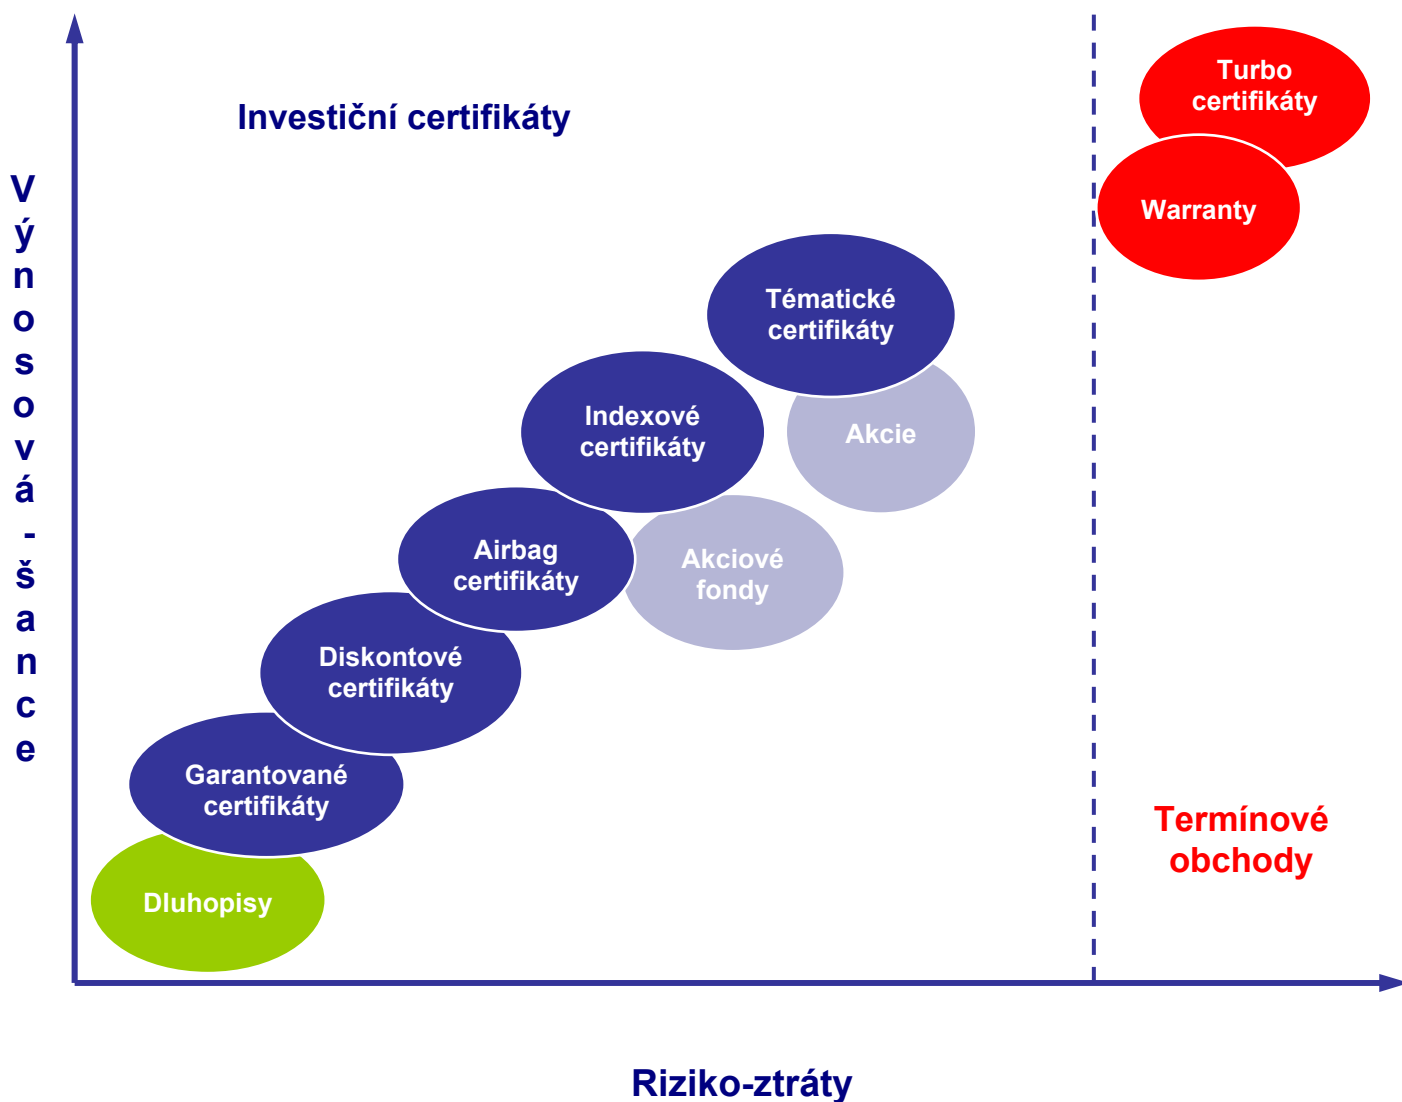 Investiční certifikáty
Výnosová-šance
Turbo
certifikáty
Warranty
Tématické
certifikáty
Indexové
certifikáty
Akcie
Airbag
certifikáty
Akciové
fondy
Diskontové
certifikáty
Garantované
certifikáty
Dluhopisy
Termínové
obchody
Riziko-ztráty